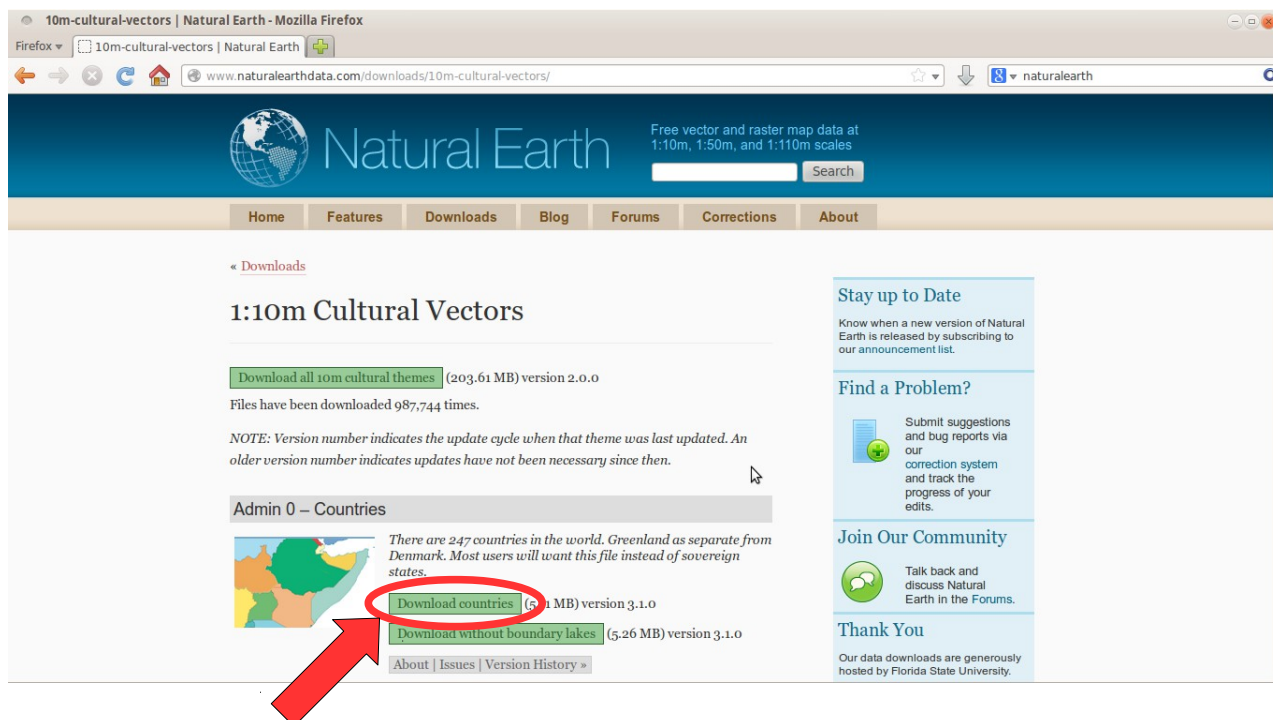 10m-cultural-vectors | Natural Earth - Mozilla Firefox
Firefox
10m-cultural-vectors | Natural Earth
www.naturalearthdata.com/downloads/10m-cultural-vectors/
8
naturalearth
Natural Earth
Free vector and raster map data at
1:10m, 1:50m, and 1:110m scales
Search
Home Features Downloads Blog Forums Corrections About
« Downloads
1:10m Cultural Vectors
Download all 10m cultural themes (203.61 MB) version 2.0.0
Files have been downloaded 987,744 times.
NOTE: Version number indicates the update cycle when that theme was last updated. An
older version number indicates updates have not been necessary since then.
Admin 0 – Countries
There are 247 countries in the world. Greenland as separate from
Denmark. Most users will want this file instead of sovereign
states.
Download countries MB) version 3.1.0
Download without boundary lakes (5.26 MB) version 3.1.0
About | Issues | Version History »
Stay up to Date
Know when a new version of Natural
Earth is released by subscribing to
our announcement list.
Find a Problem?
Submit suggestions
and bug reports via
our
correction system
and track the
progress of your
edits.
Join Our Community
Talk back and
discuss Natural
Earth in the Forums.
Thank You
Our data downloads are generously
hosted by Florida State University.